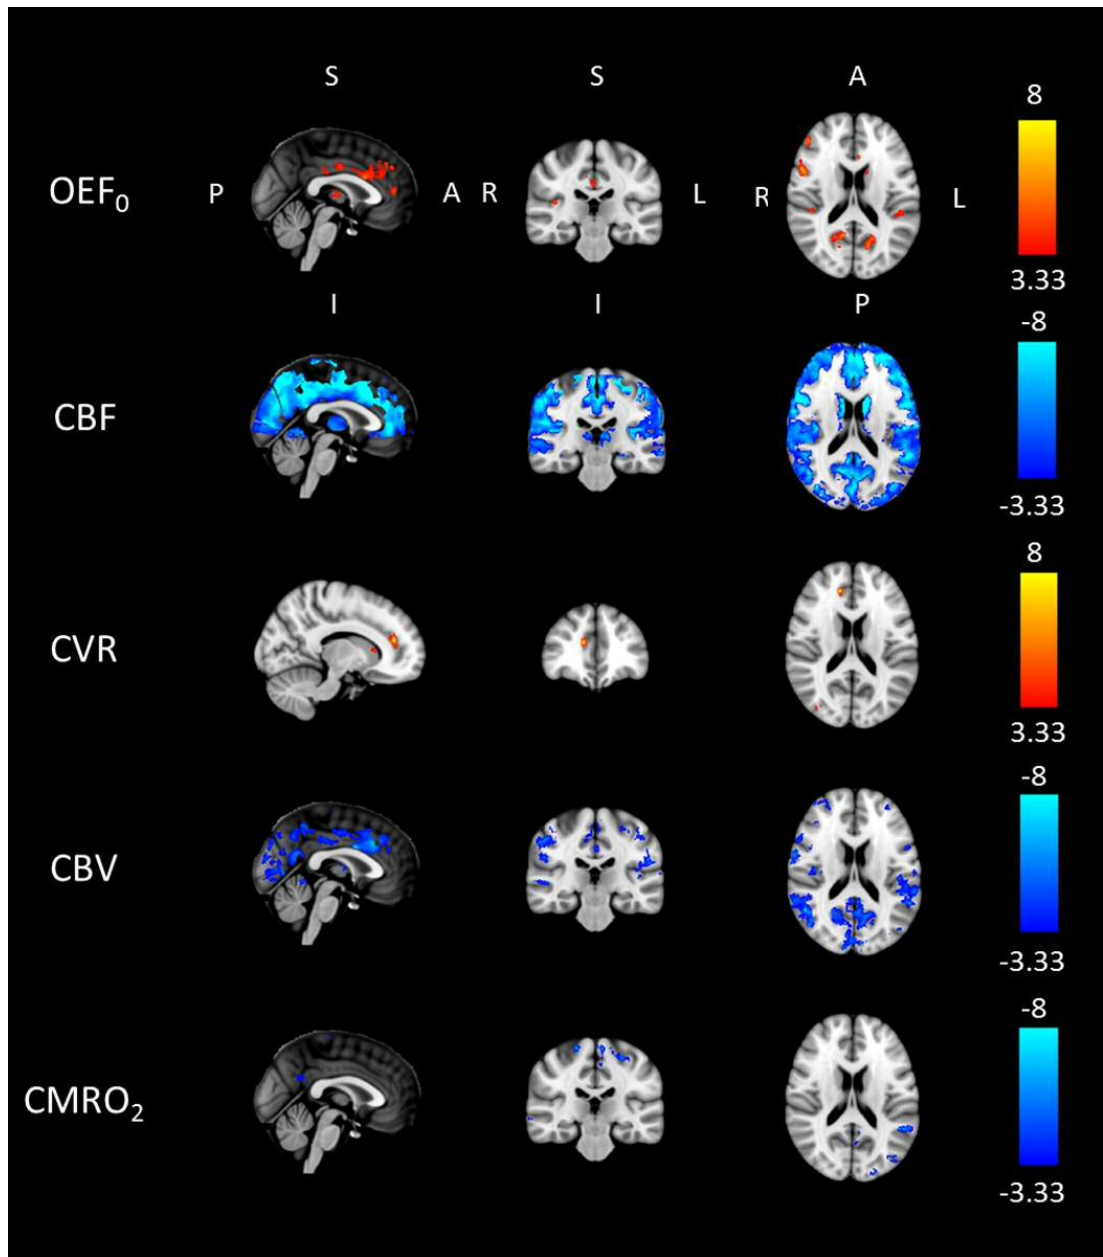 S S A 8
OEF₀ P A R L R L
3.33
I I P -8
CBF
-3.33
8
CVR
3.33
-8
CBV
-3.33
-8
CMRO₂
-3.33